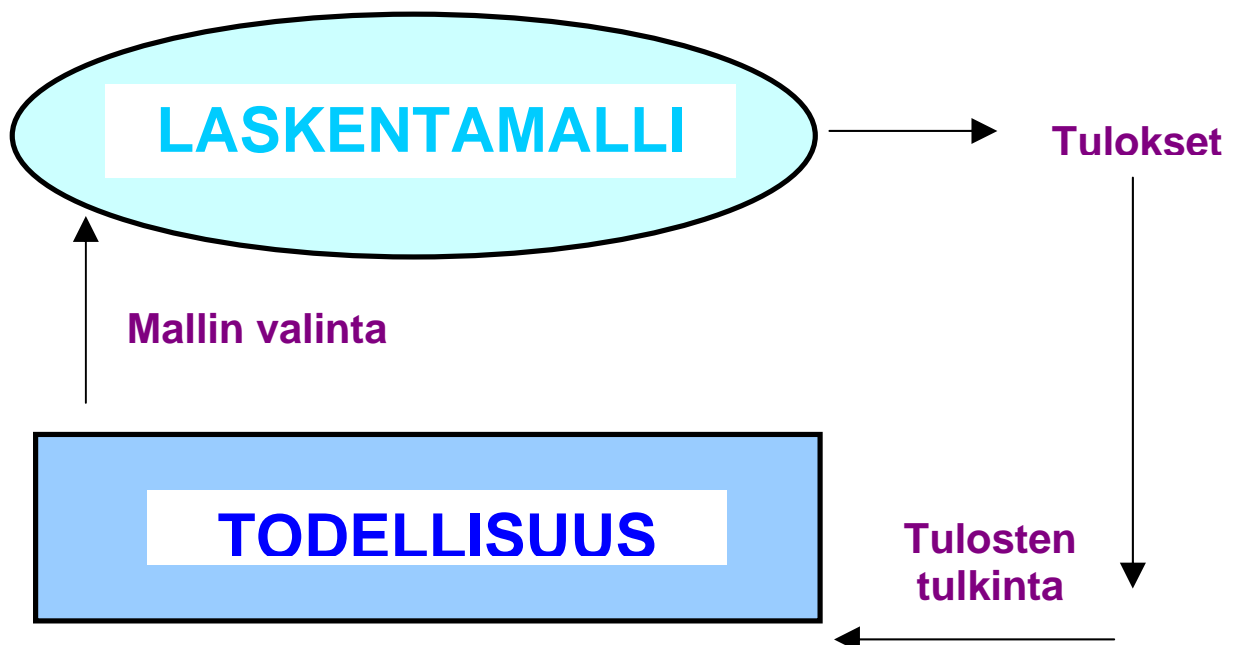 LASKENTAMALLI
Tulokset
Mallin valinta
TODELLISUUS
Tulosten
tulkinta